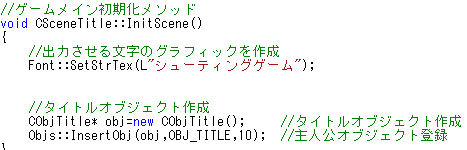 //ゲームメイン初期化メソッド
void CSceneTitle::InitScene()
{
//出力させる文字のグラフィックを作成
Font::SetStrTex(L"シューティングゲーム");
//タイトルオブジェクト作成
CObjTitle* obj=new CObjTitle(); //タイトルオブジェクト作成
Objs::InsertObj(obj,OBJ_TITLE,10); //主人公オブジェクト登録
}